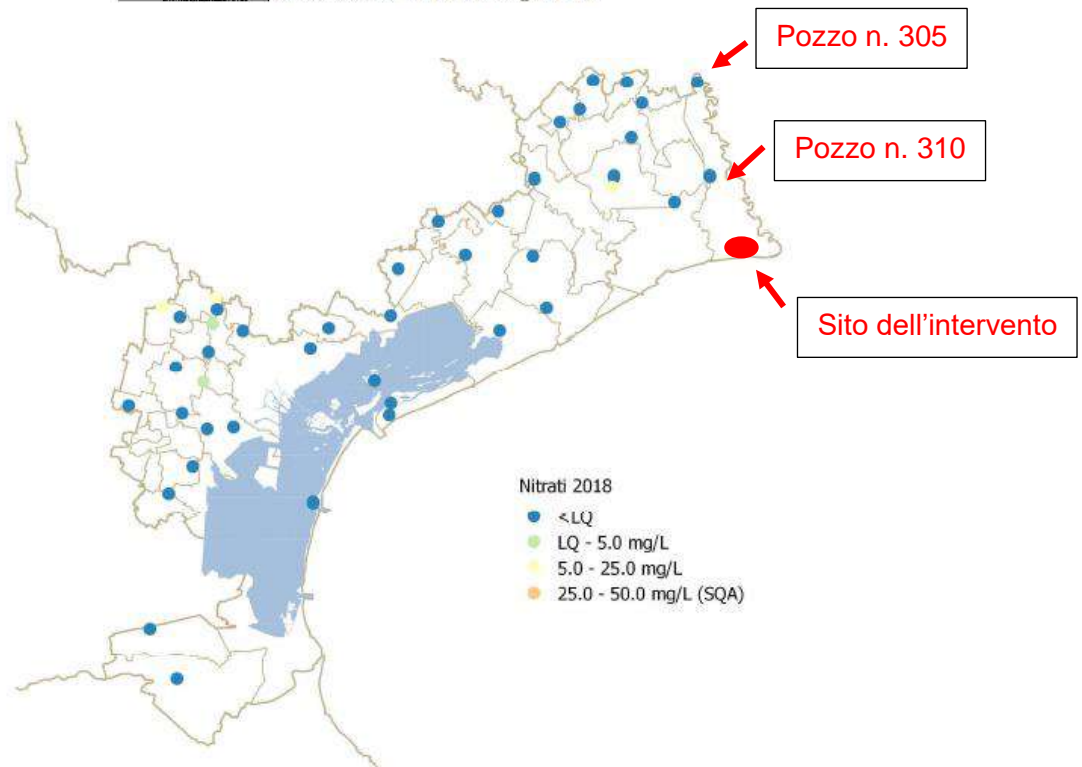 Pozzo n. 305
Pozzo n. 310
Sito dell'intervento
Nitrati 2018
<LQ
LQ - 5.0 mg/L
5.0 - 25.0 mg/L
25.0 - 50.0 mg/L (SQA)